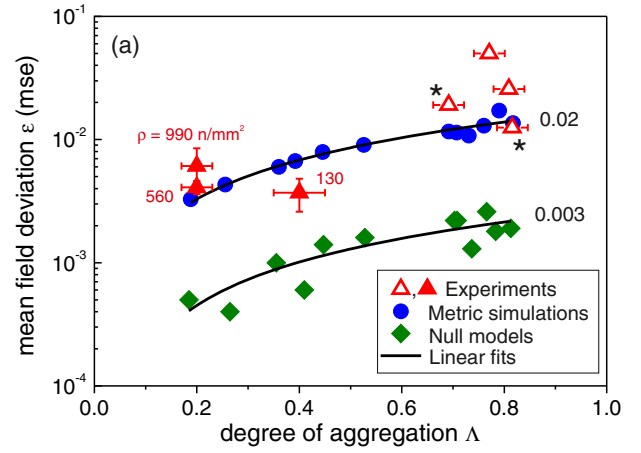 (a)
10⁻¹
10⁻²
10⁻³
10⁻⁴
mean field deviation ε (mse)
*
*
ρ = 990 n/mm²
560
130
0.02
0.003
Experiments
Metric simulations
Null models
Linear fits
0.0 0.2 0.4 0.6 0.8 1.0
degree of aggregation Λ